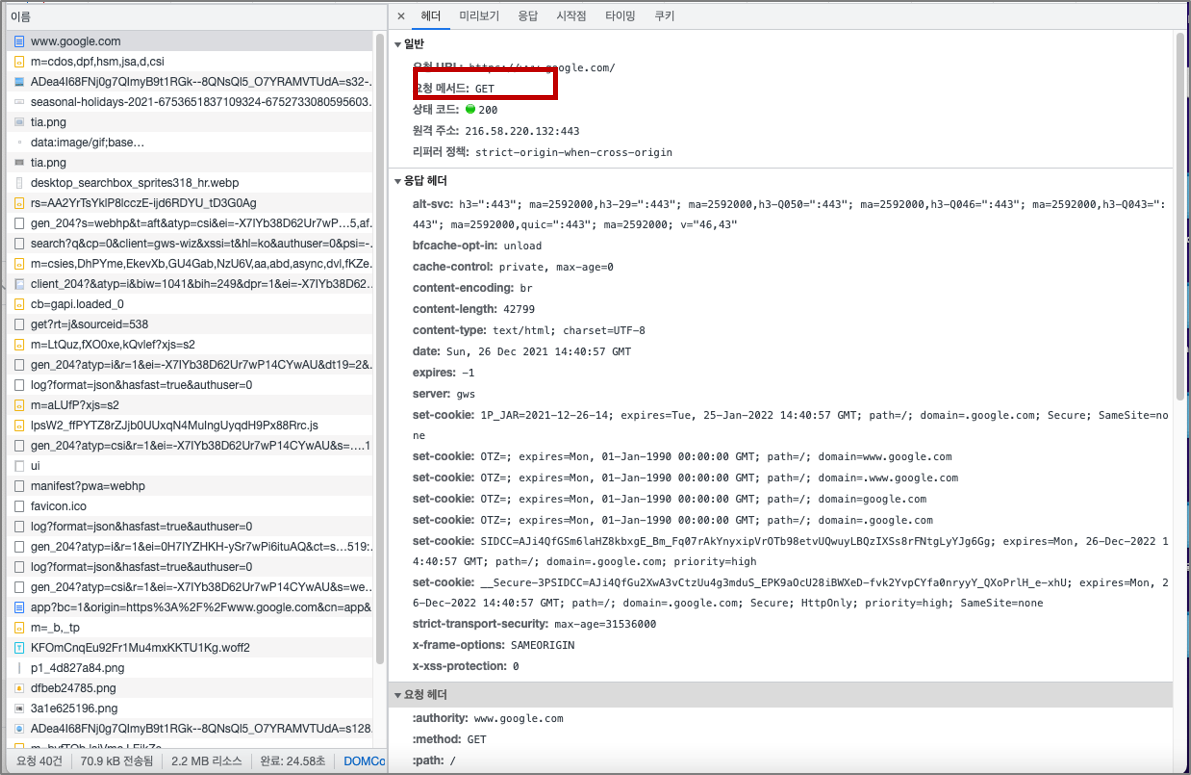 이름
www.google.com
m=cdos,dpf,hsm,jsa,d,csi
ADea4I68FNj0g7QImyB9t1RGk--8QNsQl5_O7YRAMVTUdA=s32-...
seasonal-holidays-2021-6753651837109324-6752733080595603...
tia.png
data:image/gif;base...
tia.png
desktop_searchbox_sprites318_hr.webp
rs=AA2YrTsYklP8lcczE-ijd6RDYU_tD3G0Ag
gen_204?s=webhp&t=aft&atyp=csi&ei=-X7IYb38D62Ur7wP...5,af...
search?q&cp=0&client=gws-wiz&xssi=t&hl=ko&authuser=0&psi=-...
m=csies,DhPYme,EkevXb,GU4Gab,NzU6V,aa,abd,async,dvl,fKZe...
client_204?&atyp=i&biw=1041&bih=249&dpr=1&ei=-X7IYb38D62...
cb=gapi.loaded_0
get?rt=j&sourceid=538
m=LtQuz,fXO0xe,kQvlef?xjs=s2
gen_204?atyp=i&r=1&ei=-X7IYb38D62Ur7wP14CYwAU&dt19=2&...
log?format=json&hasfast=true&authuser=0
m=aLUfP?xjs=s2
lpsW2_ffPYTZ8rZJjb0UUxqN4MulngUyqdH9Px88Rrc.js
gen_204?atyp=csi&r=1&ei=-X7IYb38D62Ur7wP14CYwAU&s=....1
ui
manifest?pwa=webhp
favicon.ico
log?format=json&hasfast=true&authuser=0
gen_204?atyp=i&r=1&ei=0H7IYZHKH-ySr7wPi6ituAQ&ct=s...519:...
log?format=json&hasfast=true&authuser=0
gen_204?atyp=csi&r=1&ei=-X7IYb38D62Ur7wP14CYwAU&s=we...
app?bc=1&origin=https%3A%2F%2Fwww.google.com&cn=app&
m=_b,_tp
KFOmCnqEu92Fr1Mu4mxKKTU1Kg.woff2
p1_4d827a84.png
dfbeb24785.png
3a1e625196.png
ADea4I68FNj0g7QImyB9t1RGk--8QNsQl5_O7YRAMVTUdA=s128...
요청 40건 70.9 kB 전송됨 2.2 MB 리소스 완료: 24.58초 DOMCo
× 헤더 미리보기 응답 시작점 타이밍 쿠키
▼ 일반
요청 URL: https://www.google.com/
요청 메서드: GET
상태 코드: 200
원격 주소: 216.58.220.132:443
리퍼러 정책: strict-origin-when-cross-origin
▼ 응답 헤더
alt-svc: h3=":443"; ma=2592000,h3-29=":443"; ma=2592000,h3-Q050=":443"; ma=2592000,h3-Q046=":443"; ma=2592000,h3-Q043=":
443"; ma=2592000,quic=":443"; ma=2592000; v="46,43"
bfcache-opt-in: unload
cache-control: private, max-age=0
content-encoding: br
content-length: 42799
content-type: text/html; charset=UTF-8
date: Sun, 26 Dec 2021 14:40:57 GMT
expires: -1
server: gws
set-cookie: 1P_JAR=2021-12-26-14; expires=Tue, 25-Jan-2022 14:40:57 GMT; path=/; domain=.google.com; Secure; SameSite=no
ne
set-cookie: OTZ=; expires=Mon, 01-Jan-1990 00:00:00 GMT; path=/; domain=www.google.com
set-cookie: OTZ=; expires=Mon, 01-Jan-1990 00:00:00 GMT; path=/; domain=.www.google.com
set-cookie: OTZ=; expires=Mon, 01-Jan-1990 00:00:00 GMT; path=/; domain=google.com
set-cookie: OTZ=; expires=Mon, 01-Jan-1990 00:00:00 GMT; path=/; domain=.google.com
set-cookie: SIDCC=AJi4QfGSm6laHZ8kbxgE_Bm_Fq07rAkYnyxipVrOTb98etvUQwuyLBQzIXSs8rFNtgLyYJg6Gg; expires=Mon, 26-Dec-2022 1
4:40:57 GMT; path=/; domain=.google.com; priority=high
set-cookie: __Secure-3PSIDCC=AJi4QfGu2XwA3vCtzUu4g3mduS_EPK9aOcU28iBWXeD-fvk2YvpCYfa0nryyY_QXoPrlH_e-xhU; expires=Mon, 2
6-Dec-2022 14:40:57 GMT; path=/; domain=.google.com; Secure; HttpOnly; priority=high; SameSite=none
strict-transport-security: max-age=31536000
x-frame-options: SAMEORIGIN
x-xss-protection: 0
▼ 요청 헤더
:authority: www.google.com
:method: GET
:path: /